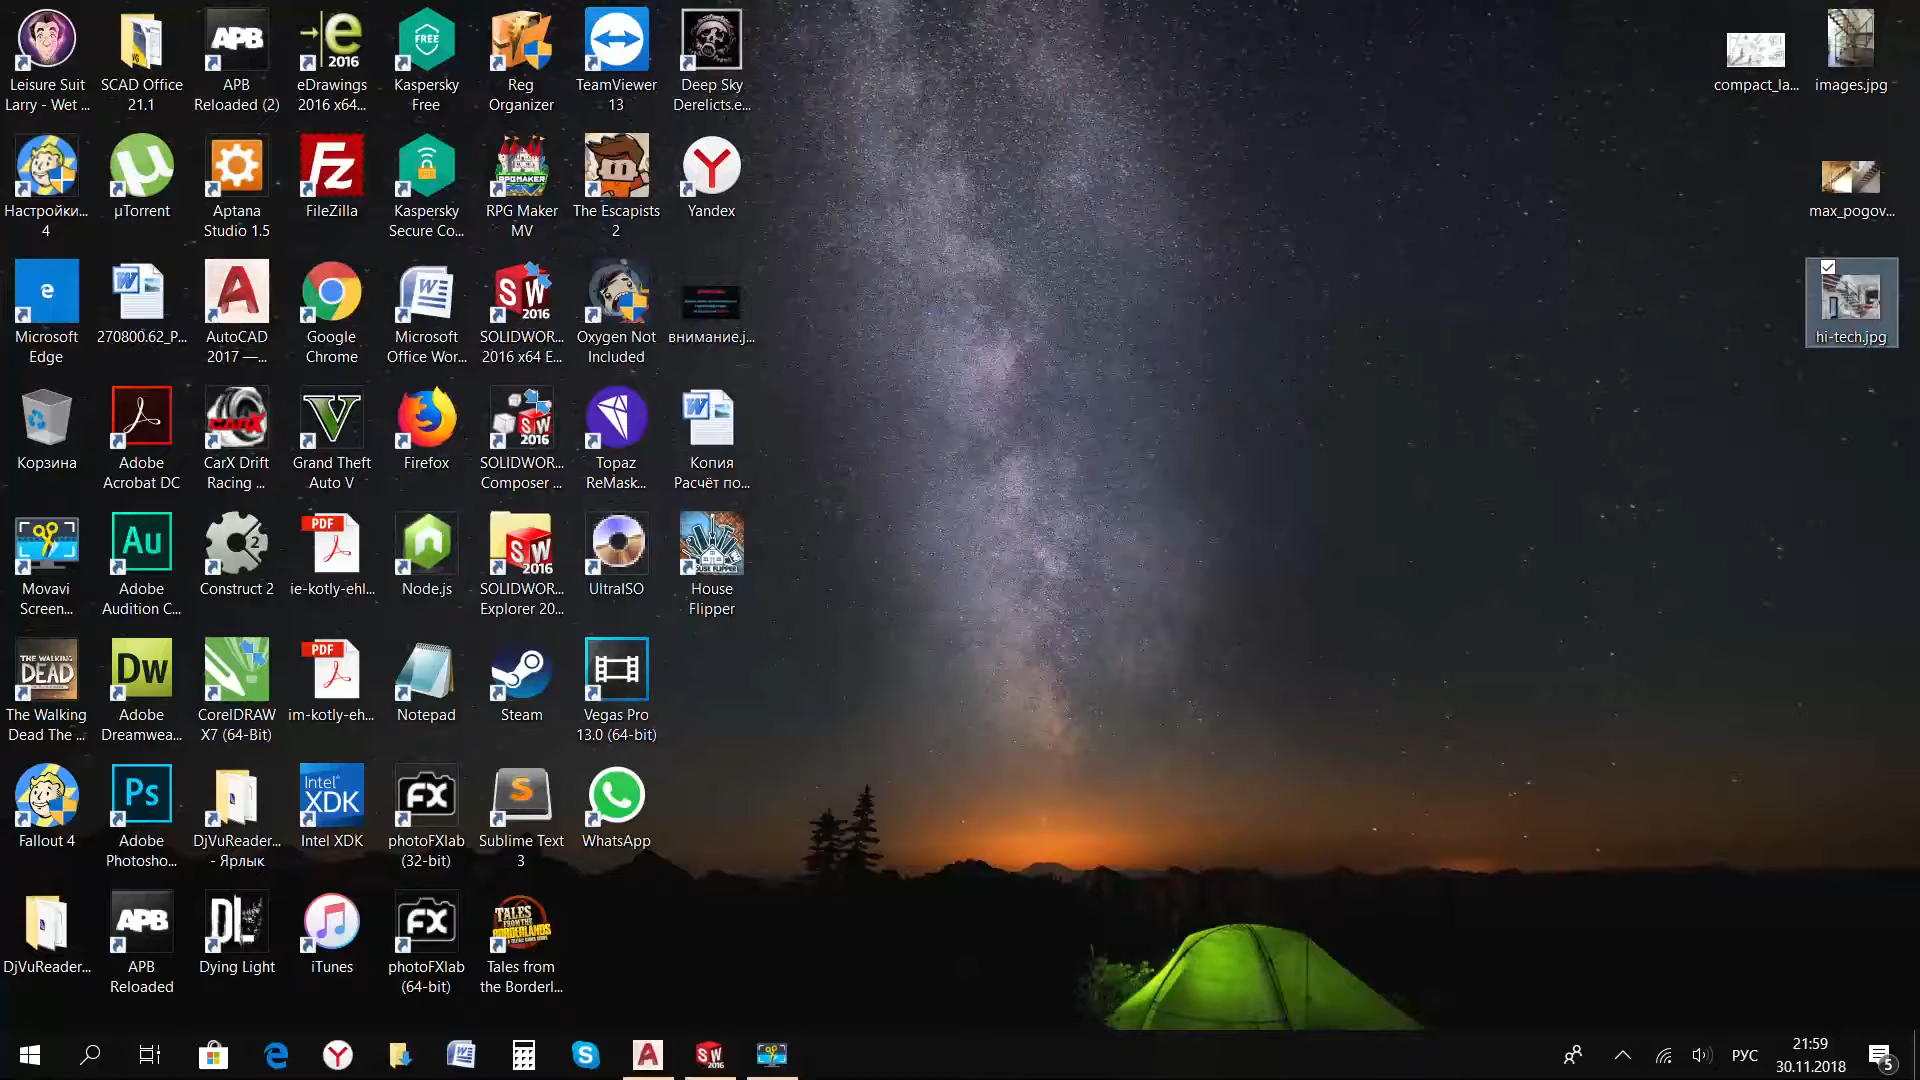 Leisure Suit
Larry - Wet ...
SCAD Office
21.1
APB
Reloaded (2)
eDrawings
2016 x64...
Kaspersky
Free
Reg
Organizer
TeamViewer
13
Deep Sky
Derelicts.e...
compact_la...
images.jpg
Настройки...
4
µTorrent
Aptana
Studio 1.5
FileZilla
Kaspersky
Secure Co...
RPG Maker
MV
The Escapists
2
Yandex
max_pogov...
Microsoft
Edge
270800.62_P...
AutoCAD
2017 —...
Google
Chrome
Microsoft
Office Wor...
SOLIDWOR...
2016 x64 E...
Oxygen Not
Included
внимание.j...
hi-tech.jpg
Корзина
Adobe
Acrobat DC
CarX Drift
Racing ...
Grand Theft
Auto V
Firefox
SOLIDWOR...
Composer ...
Topaz
ReMask...
Копия
Расчёт по...
Movavi
Screen...
Adobe
Audition C...
Construct 2
ie-kotly-ehl...
Node.js
SOLIDWOR...
Explorer 20...
UltraISO
House
Flipper
The Walking
Dead The ...
Adobe
Dreamwea...
CorelDRAW
X7 (64-Bit)
im-kotly-eh...
Notepad
Steam
Vegas Pro
13.0 (64-bit)
Fallout 4
Adobe
Photosho...
DjVuReader...
- Ярлык
Intel XDK
photoFXlab
(32-bit)
Sublime Text
3
WhatsApp
DjVuReader...
APB
Reloaded
Dying Light
iTunes
photoFXlab
(64-bit)
Tales from
the Borderl...
РУС
21:59
30.11.2018
5